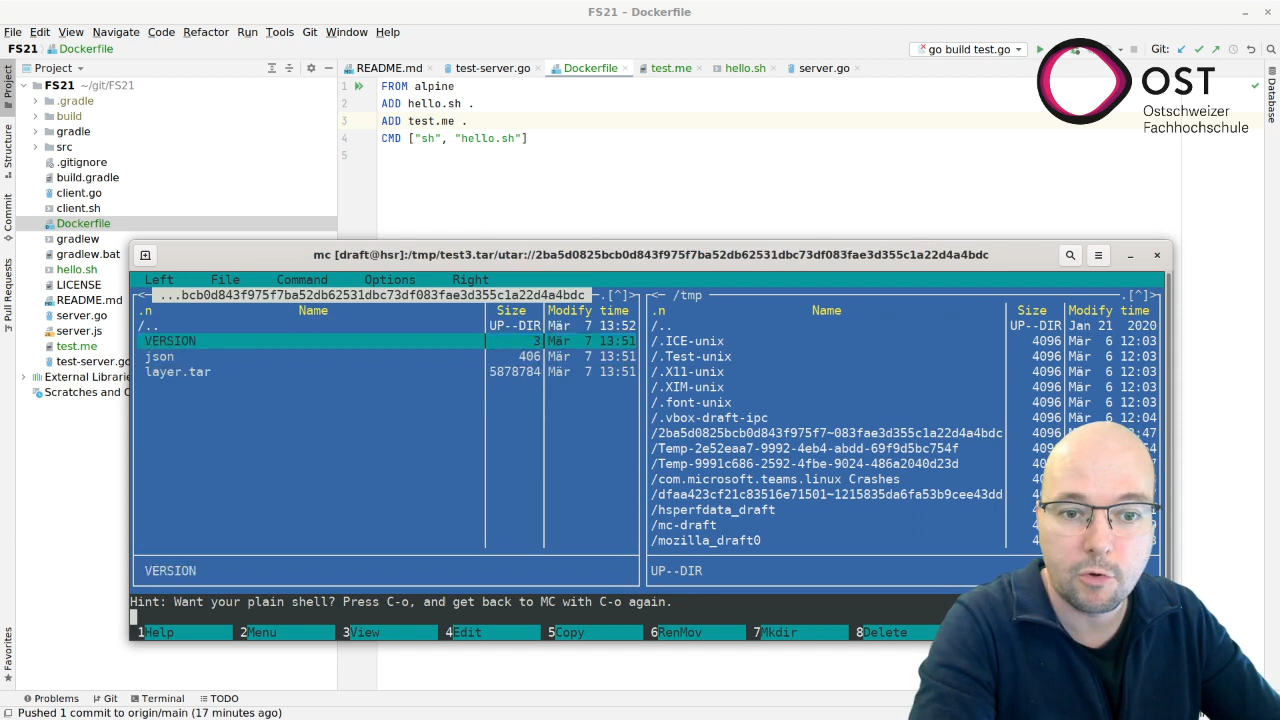 FS21 – Dockerfile
File Edit View Navigate Code Refactor Run Tools Git Window Help
FS21 Dockerfile
go build test.go
Git:
Project
README.md test-server.go Dockerfile test.me hello.sh server.go
FS21 ~/git/FS21
.gradle
build
gradle
src
.gitignore
build.gradle
client.go
client.sh
Dockerfile
gradlew
gradlew.bat
hello.sh
LICENSE
README.md
server.go
server.js
test.me
test-server.go
External Librarie
Scratches and C
Project
Structure
Commit
Pull Requests
Favorites
Database
1 FROM alpine
2 ADD hello.sh .
3 ADD test.me .
4 CMD ["sh", "hello.sh"]
5
OST
Ostschweizer
Fachhochschule
mc [draft@hsr]:/tmp/test3.tar/utar://2ba5d0825bcb0d843f975f7ba52db62531dbc73df083fae3d355c1a22d4a4bdc
Left File Command Options Right
<─ ...bcb0d843f975f7ba52db62531dbc73df083fae3d355c1a22d4a4bdc ─.[^]>
.n Name Size Modify time
/.. UP--DIR Mär 7 13:52
VERSION 3 Mär 7 13:51
json 406 Mär 7 13:51
layer.tar 5878784 Mär 7 13:51
VERSION
<─ /tmp ─.[^]>
.n Name Size Modify time
/.. UP--DIR Jan 21 2020
/.ICE-unix 4096 Mär 6 12:03
/.Test-unix 4096 Mär 6 12:03
/.X11-unix 4096 Mär 6 12:03
/.XIM-unix 4096 Mär 6 12:03
/.font-unix 4096 Mär 6 12:03
/.vbox-draft-ipc 4096 Mär 6 12:04
/2ba5d0825bcb0d843f975f7~083fae3d355c1a22d4a4bdc 4096
/Temp-2e52eaa7-9992-4eb4-abdd-69f9d5bc754f
/Temp-9991c686-2592-4fbe-9024-486a2040d23d
/com.microsoft.teams.linux Crashes
/dfaa423cf21c83516e71501~1215835da6fa53b9cee43dd
/hsperfdata_draft
/mc-draft
/mozilla_draft0
UP--DIR
Hint: Want your plain shell? Press C-o, and get back to MC with C-o again.
1Help 2Menu 3View 4Edit 5Copy 6RenMov 7Mkdir 8Delete
Problems Git Terminal TODO
Pushed 1 commit to origin/main (17 minutes ago)